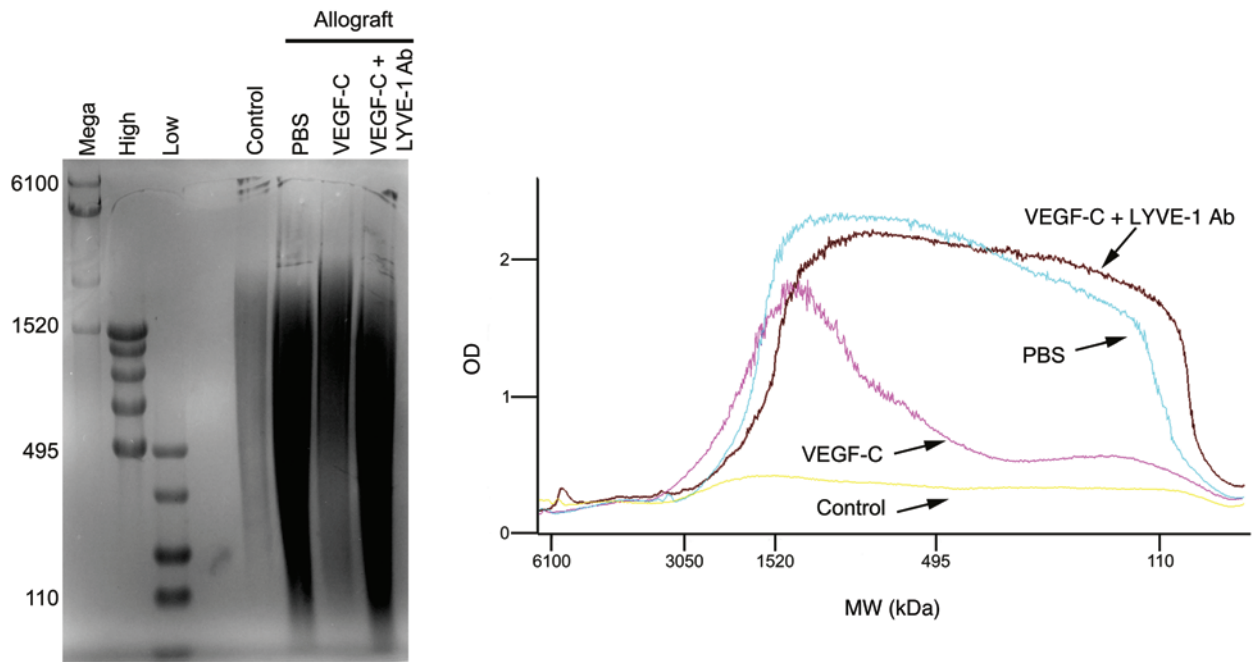 Allograft
Mega
High
Low
Control
PBS
VEGF-C
VEGF-C +
LYVE-1 Ab
6100
1520
495
110
OD
2
1
0
VEGF-C + LYVE-1 Ab
PBS
VEGF-C
Control
6100 3050 1520 495 110
MW (kDa)